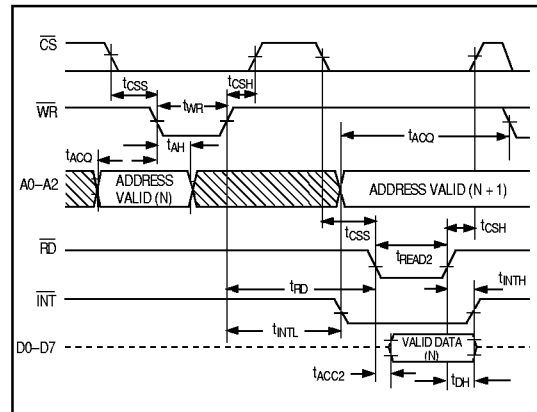 CS
tCSS
tWR
tCSH
WR
tACQ
tAH
tACQ
A0–A2
ADDRESS
VALID (N)
ADDRESS VALID (N + 1)
tCSS
tCSH
RD
tREAD2
tRD
tINTH
INT
tINTL
D0–D7
VALID DATA
(N)
tACC2
tDH